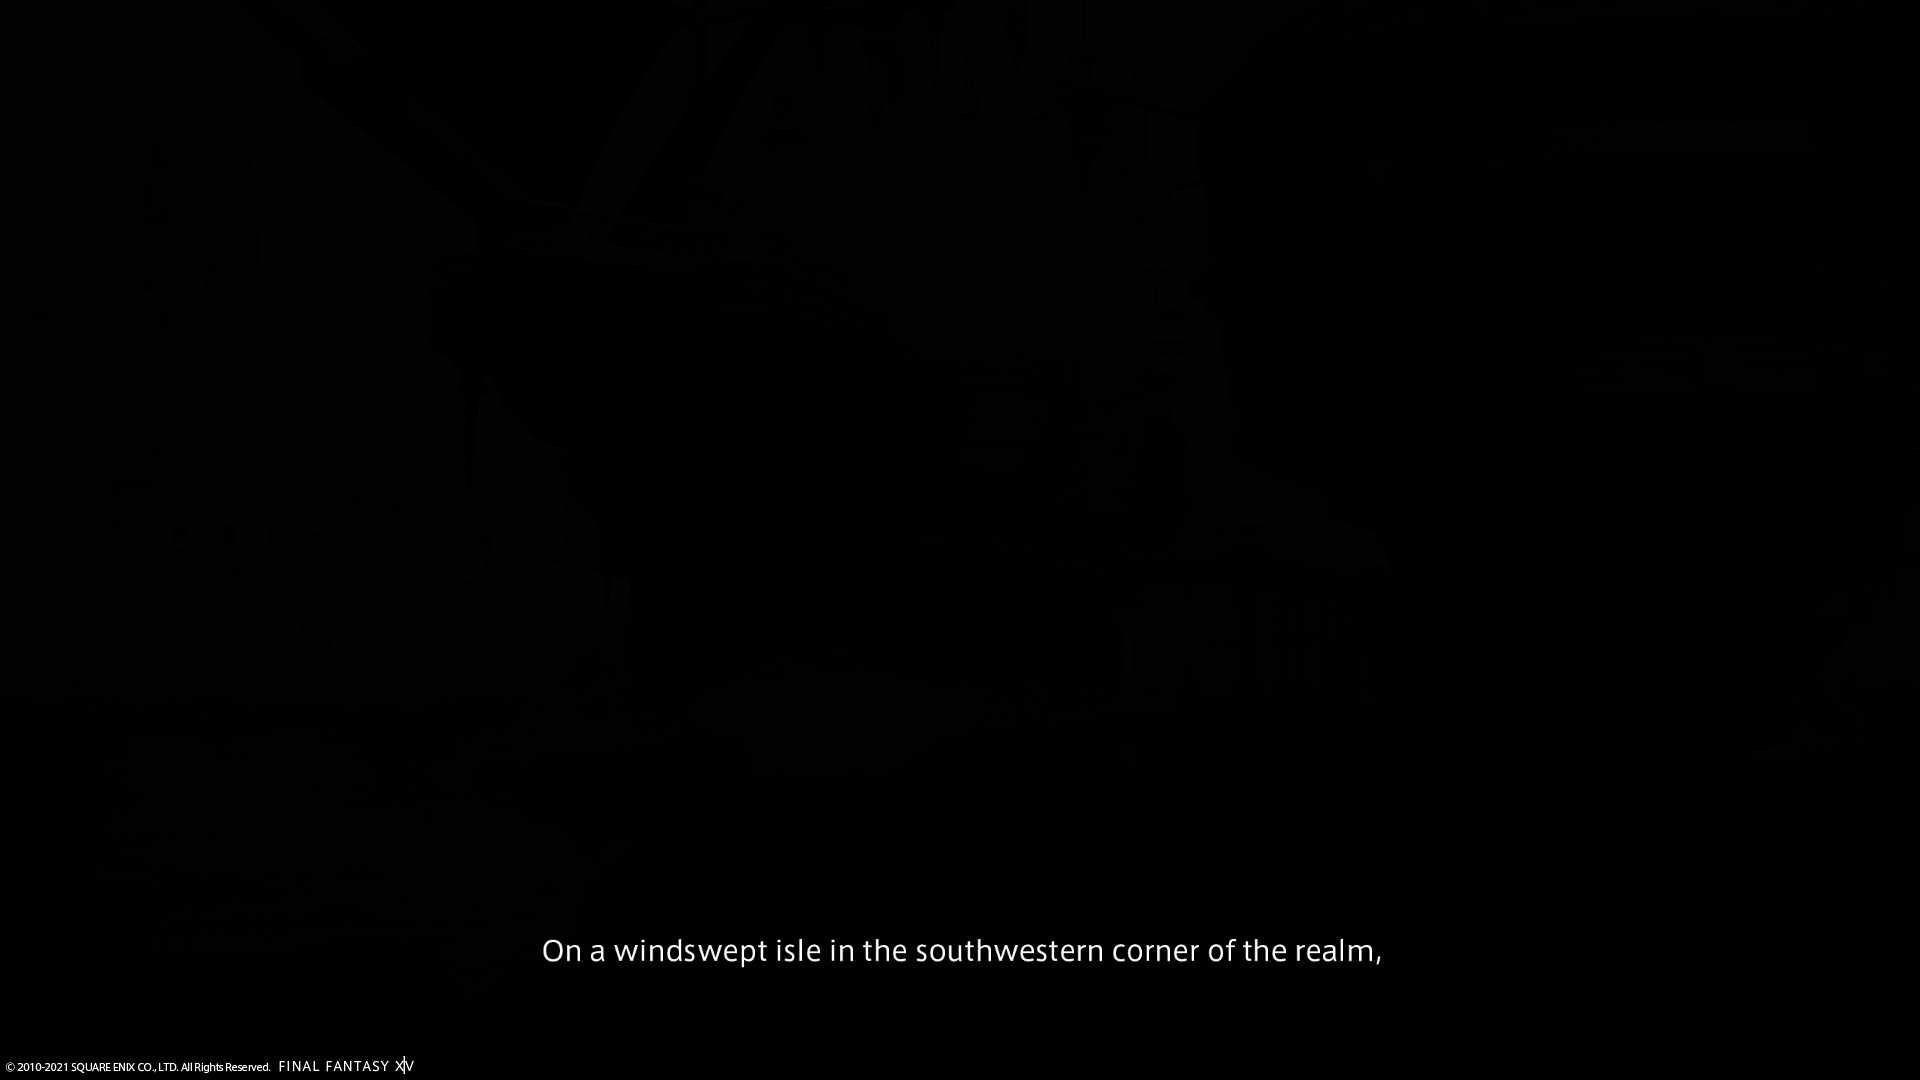 On a windswept isle in the southwestern corner of the realm,
© 2010-2021 SQUARE ENIX CO., LTD. All Rights Reserved. FINAL FANTASY XIV